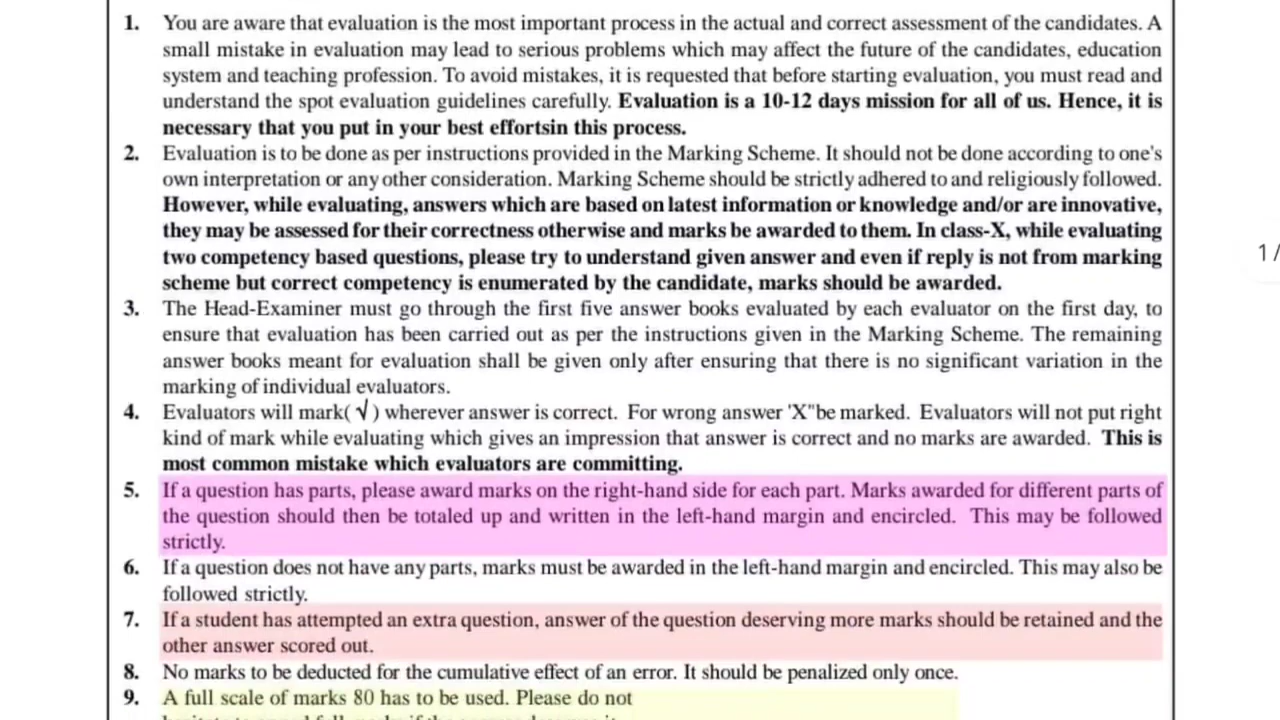 1. You are aware that evaluation is the most important process in the actual and correct assessment of the candidates. A
small mistake in evaluation may lead to serious problems which may affect the future of the candidates, education
system and teaching profession. To avoid mistakes, it is requested that before starting evaluation, you must read and
understand the spot evaluation guidelines carefully. Evaluation is a 10-12 days mission for all of us. Hence, it is
necessary that you put in your best effortsin this process.
2. Evaluation is to be done as per instructions provided in the Marking Scheme. It should not be done according to one's
own interpretation or any other consideration. Marking Scheme should be strictly adhered to and religiously followed.
However, while evaluating, answers which are based on latest information or knowledge and/or are innovative,
they may be assessed for their correctness otherwise and marks be awarded to them. In class-X, while evaluating
two competency based questions, please try to understand given answer and even if reply is not from marking
scheme but correct competency is enumerated by the candidate, marks should be awarded.
1/
3. The Head-Examiner must go through the first five answer books evaluated by each evaluator on the first day, to
ensure that evaluation has been carried out as per the instructions given in the Marking Scheme. The remaining
answer books meant for evaluation shall be given only after ensuring that there is no significant variation in the
marking of individual evaluators.
4. Evaluators will mark( √ ) wherever answer is correct. For wrong answer 'X"be marked. Evaluators will not put right
kind of mark while evaluating which gives an impression that answer is correct and no marks are awarded. This is
most common mistake which evaluators are committing.
5. If a question has parts, please award marks on the right-hand side for each part. Marks awarded for different parts of
the question should then be totaled up and written in the left-hand margin and encircled. This may be followed
strictly.
6. If a question does not have any parts, marks must be awarded in the left-hand margin and encircled. This may also be
followed strictly.
7. If a student has attempted an extra question, answer of the question deserving more marks should be retained and the
other answer scored out.
8. No marks to be deducted for the cumulative effect of an error. It should be penalized only once.
9. A full scale of marks 80 has to be used. Please do not